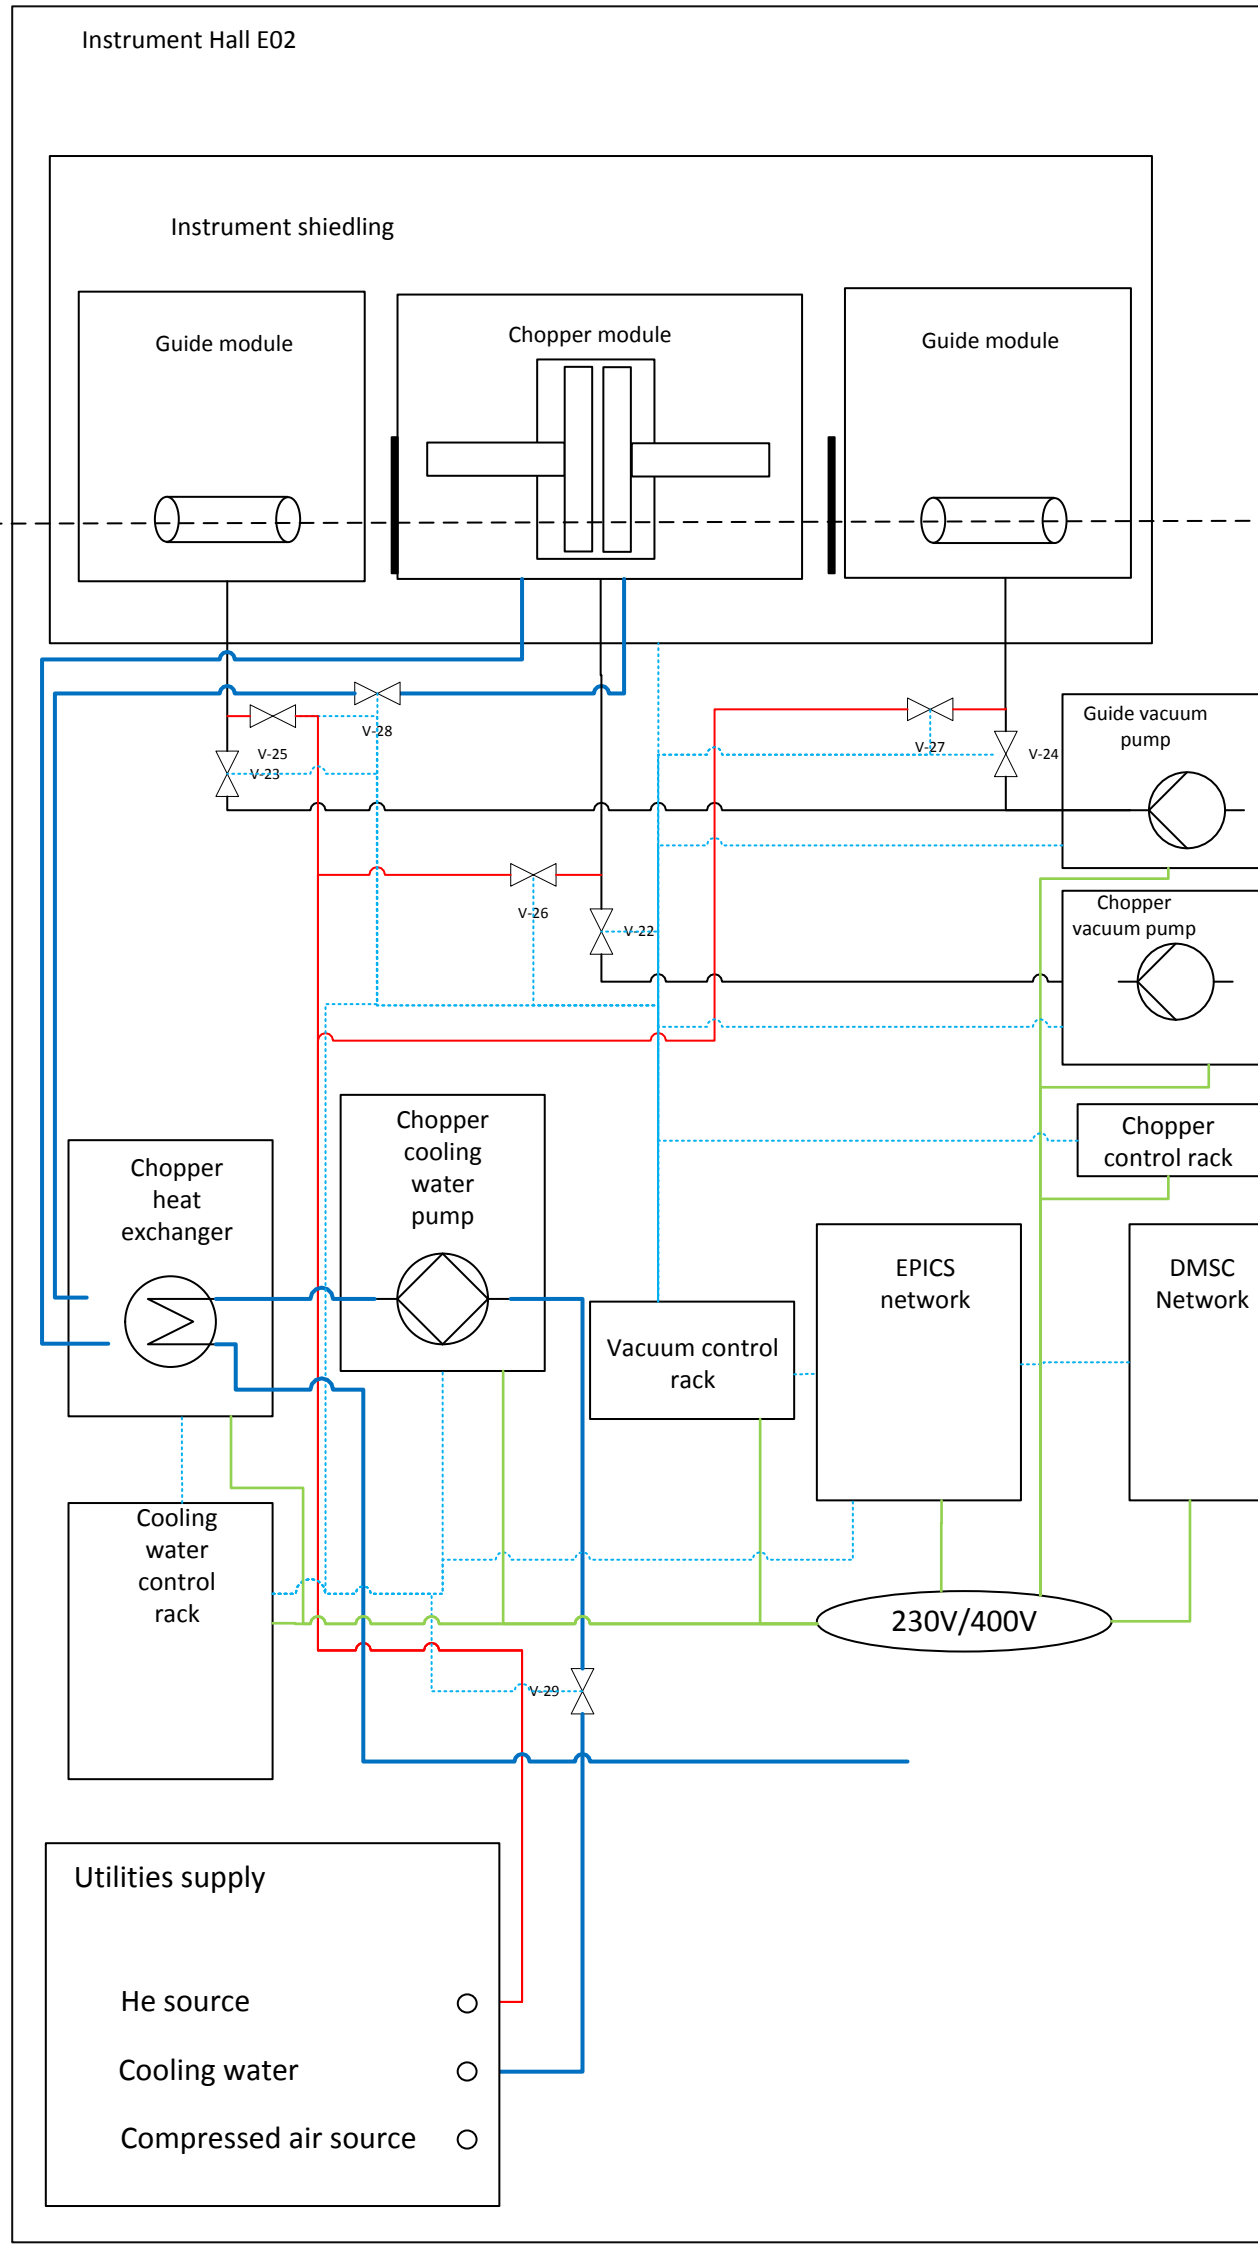 Instrument Hall E02
Instrument shiedling
Guide module
Chopper module
Guide module
V-28
V-25
V-23
V-27
V-24
Guide vacuum
pump
V-26
V-22
Chopper
vacuum pump
Chopper
control rack
Chopper
heat
exchanger
Chopper
cooling
water
pump
EPICS
network
DMSC
Network
Vacuum control
rack
Cooling
water
control
rack
230V/400V
V-29
Utilities supply
He source
Cooling water
Compressed air source